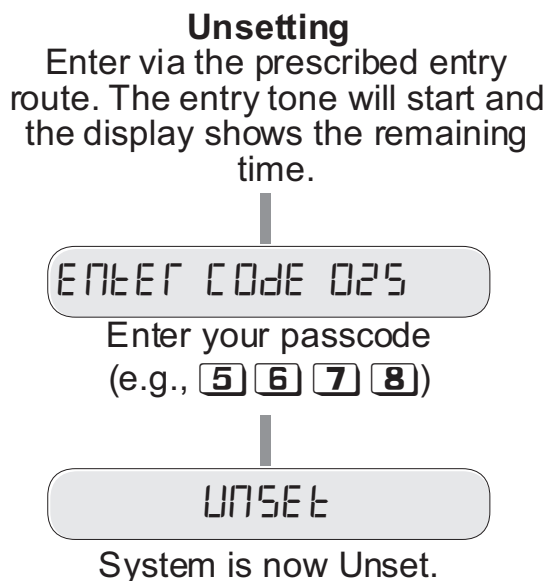 Unsetting
Enter via the prescribed entry
route. The entry tone will start and
the display shows the remaining
time.
ENtEr COdE 025
Enter your passcode
(e.g., 5 6 7 8)
UNSEt
System is now Unset.